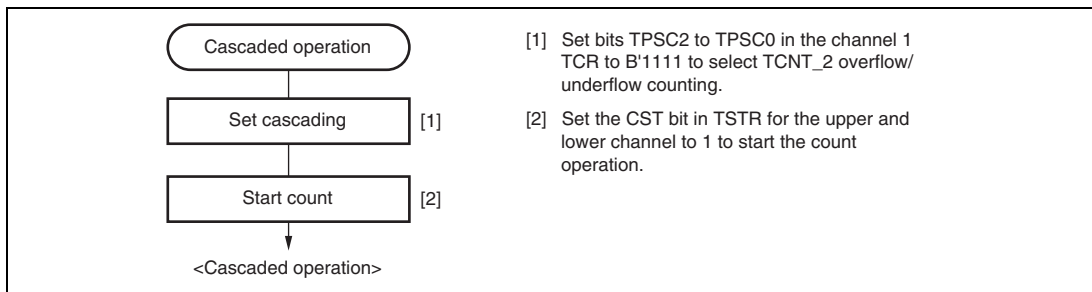 Cascaded operation
Set cascading
[1]
Start count
[2]
<Cascaded operation>
[1] Set bits TPSC2 to TPSC0 in the channel 1
TCR to B'1111 to select TCNT_2 overflow/
underflow counting.
[2] Set the CST bit in TSTR for the upper and
lower channel to 1 to start the count
operation.